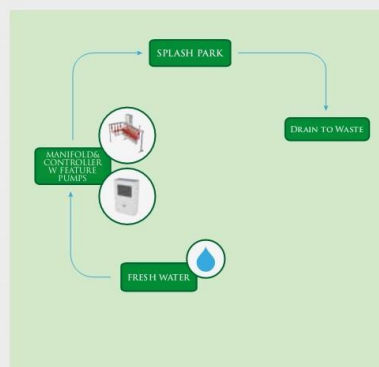 SPLASH PARK
DRAIN TO WASTE
MANIFOLD&
CONTROLLER
W FEATURE
PUMPS
FRESH WATER